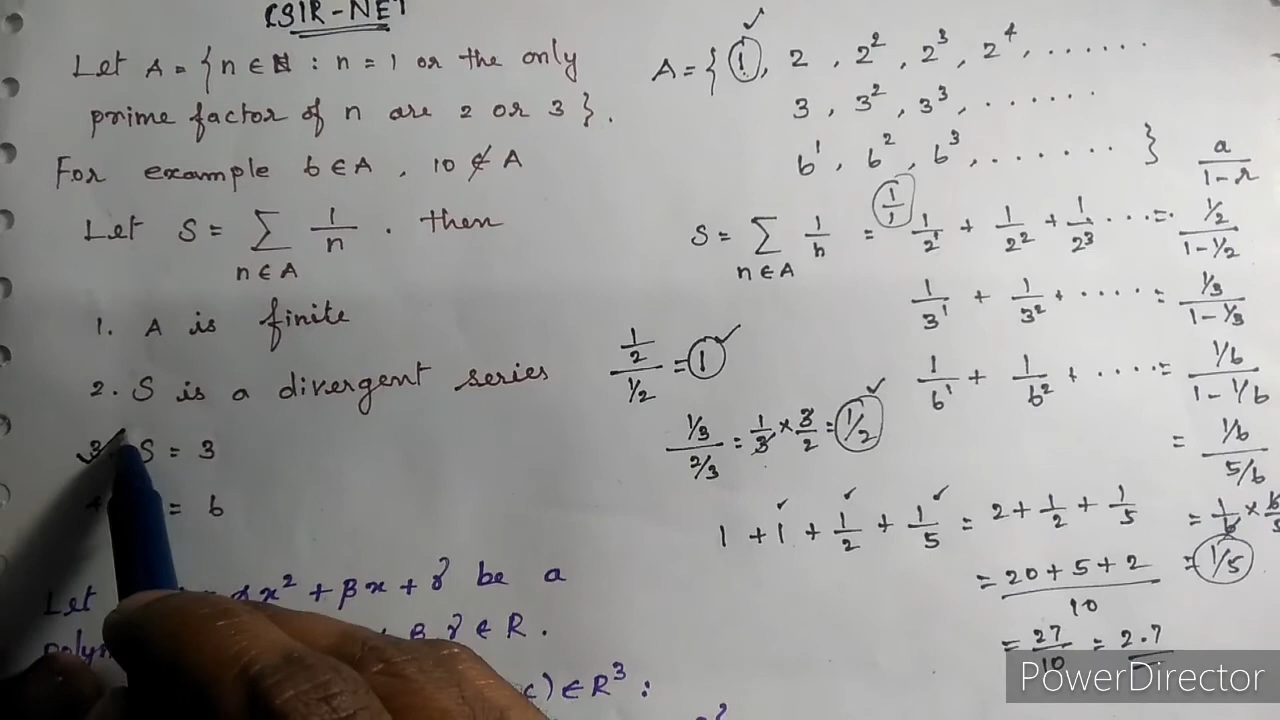 CSIR-NET
Let A = { n ∈ N : n = 1 or the only
prime factor of n are 2 or 3 }.
For example 6 ∈ A , 10 ∉ A
Let S = ∑ 1/n . then
n ∈ A
1. A is finite
2. S is a divergent series
3. S = 3
4 = 6
Let αx² + βx + γ be a
polyn β, γ ∈ R.
c) ∈ R³ :
A = { 1, 2, 2², 2³, 2⁴, ......
3, 3², 3³, ......
6¹, 6², 6³, ....... }
a/(1-r)
S = ∑ 1/n = 1/1 1/2¹ + 1/2² + 1/2³ ....=. (1/2)/(1-1/2)
n ∈ A
1/3¹ + 1/3² + ..... = (1/3)/(1-1/3)
1/6¹ + 1/6² + ..... = (1/6)/(1-1/6)
= (1/6)/(5/6)
= 1/6 × 6/5
= 1/5
(1/2)/(1/2) = 1
(1/3)/(2/3) = 1/3 × 3/2 = 1/2
1 + 1 + 1/2 + 1/5 = 2 + 1/2 + 1/5
= (20 + 5 + 2)/10
= 27/10 = 2.7
PowerDirector